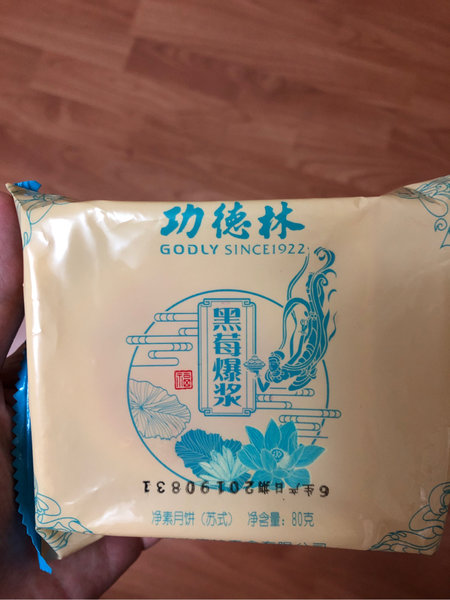 功德林
GODLY SINCE1922
黑莓爆浆
福
6生产日期20190831
净素月饼（苏式） 净含量：80克